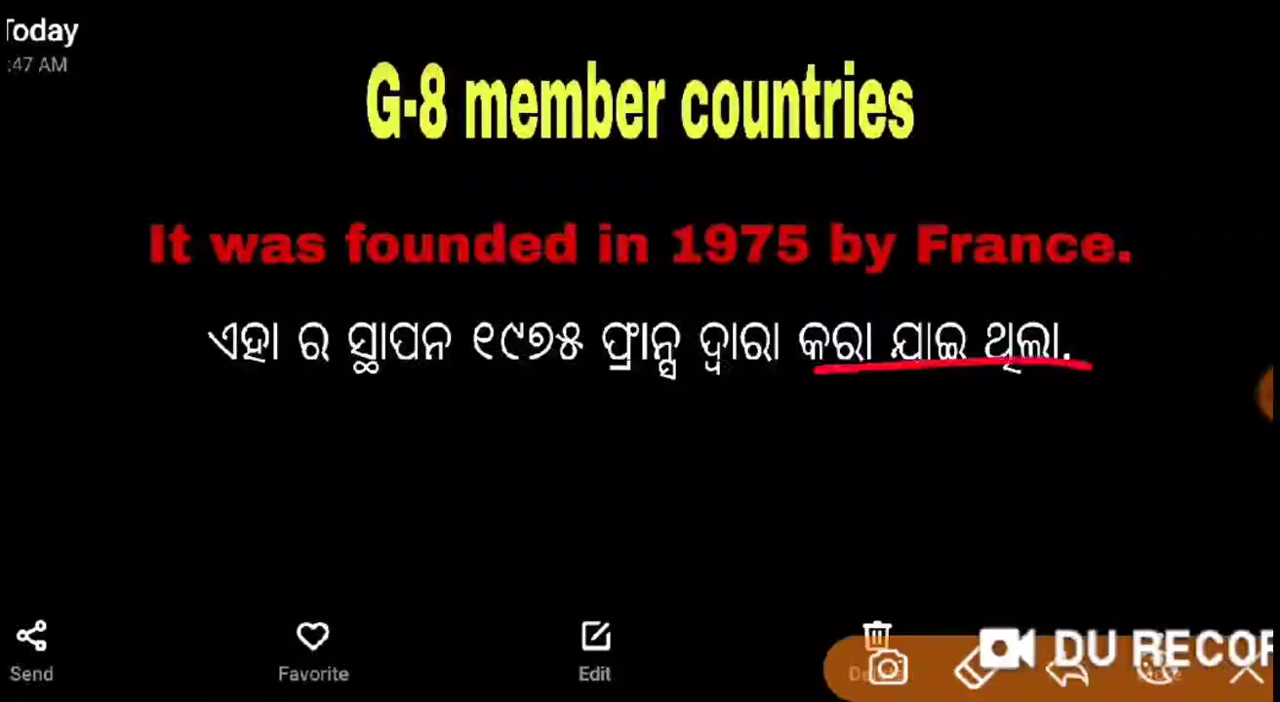 Today
:47 AM
G-8 member countries
It was founded in 1975 by France.
ଏହା ର ସ୍ଥାପନ ୧୯୭୫ ଫ୍ରାନ୍ସ ଦ୍ଵାରା କରା ଯାଇ ଥିଲା.
DU RECOR
Send
Favorite
Edit